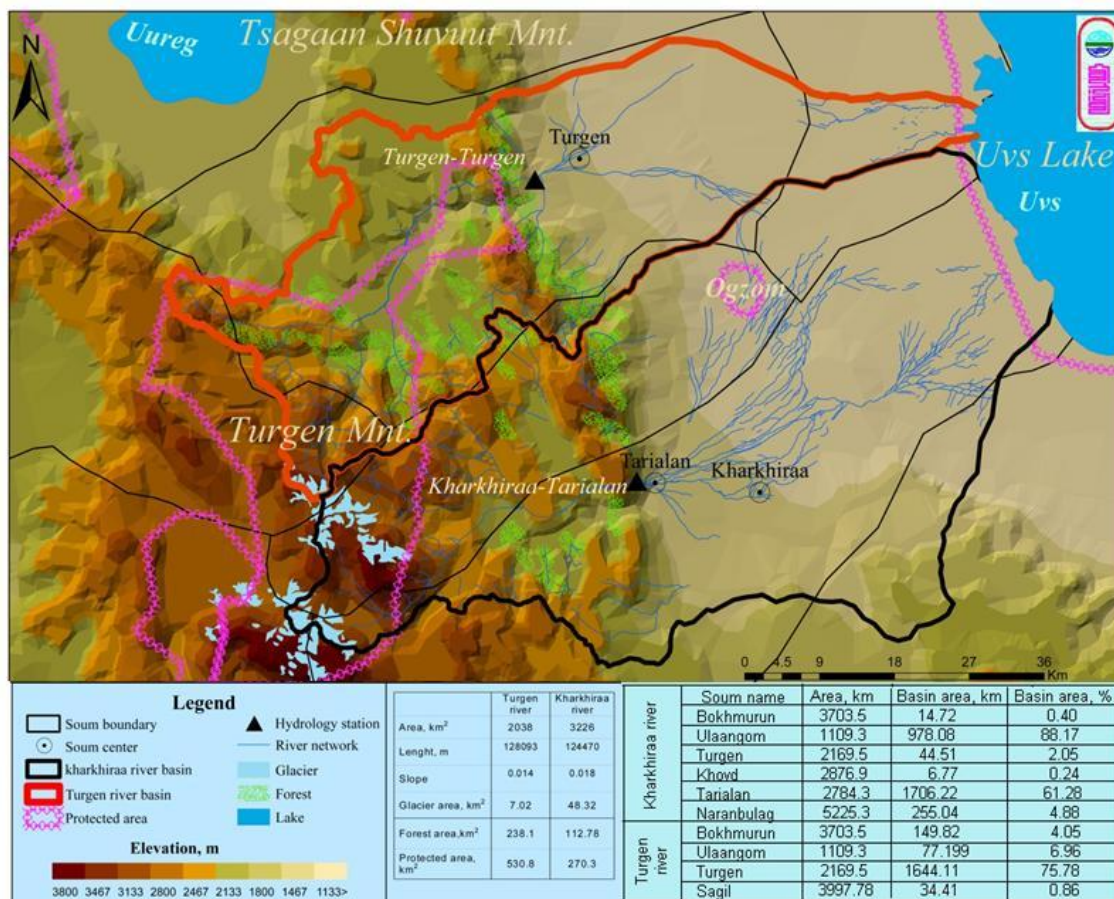 Uureg
Tsagaan Shuvuut Mnt.
N
Turgen
Turgen-Turgen
Uvs Lake
Uvs
Ogzom
Turgen Mnt.
Tarialan
Kharkhiraa
Kharkhiraa-Tarialan
0 4.5 9 18 27 36
Km
Legend
Soum boundary
Soum center
kharkhiraa river basin
Turgen river basin
Protected area
Hydrology station
River network
Glacier
Forest
Lake
Elevation, m
3800 3467 3133 2800 2467 2133 1800 1467 1133>
Turgen river Kharkhiraa river
Area, km² 2038 3226
Lenght, m 128093 124470
Slope 0.014 0.018
Glacier area, km² 7.02 48.32
Forest area,km² 238.1 112.78
Protected area, km² 530.8 270.3
Soum name Area, km Basin area, km Basin area, %
Kharkhiraa river
Bokhmurun 3703.5 14.72 0.40
Ulaangom 1109.3 978.08 88.17
Turgen 2169.5 44.51 2.05
Khovd 2876.9 6.77 0.24
Tarialan 2784.3 1706.22 61.28
Naranbulag 5225.3 255.04 4.88
Turgen river
Bokhmurun 3703.5 149.82 4.05
Ulaangom 1109.3 77.199 6.96
Turgen 2169.5 1644.11 75.78
Sagil 3997.78 34.41 0.86